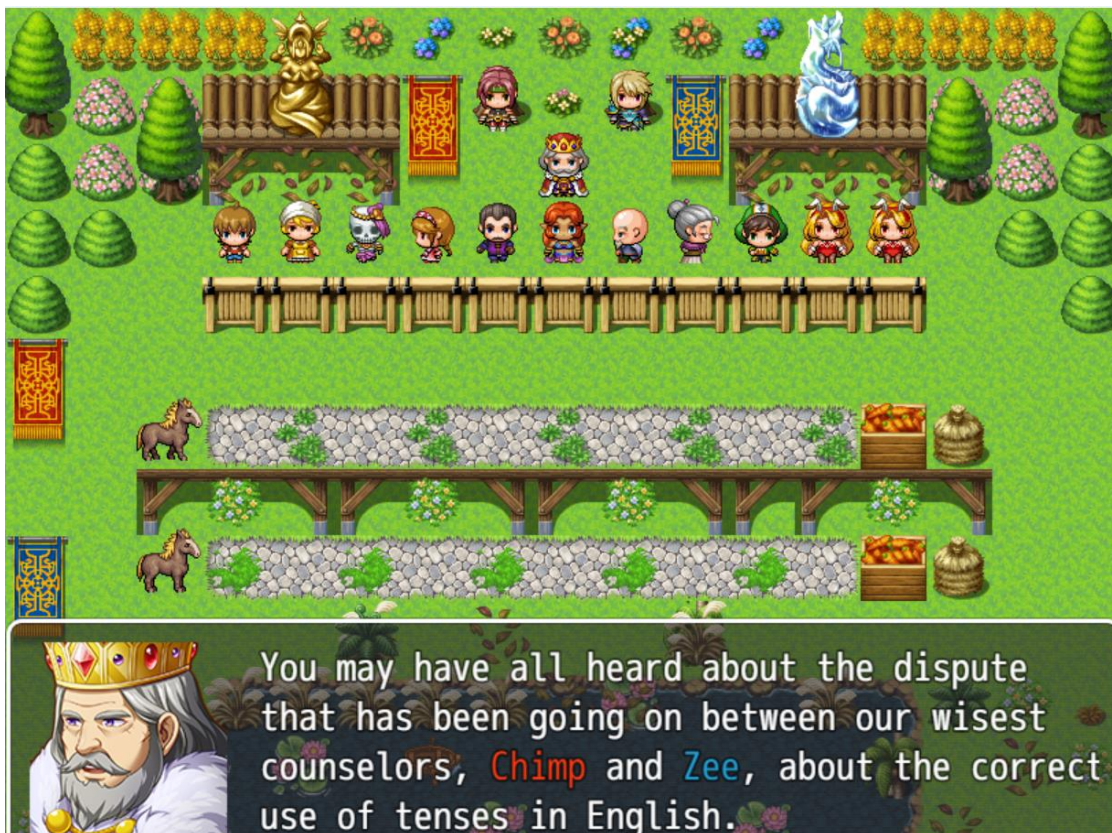 You may have all heard about the dispute
that has been going on between our wisest
counselors, Chimp and Zee, about the correct
use of tenses in English.